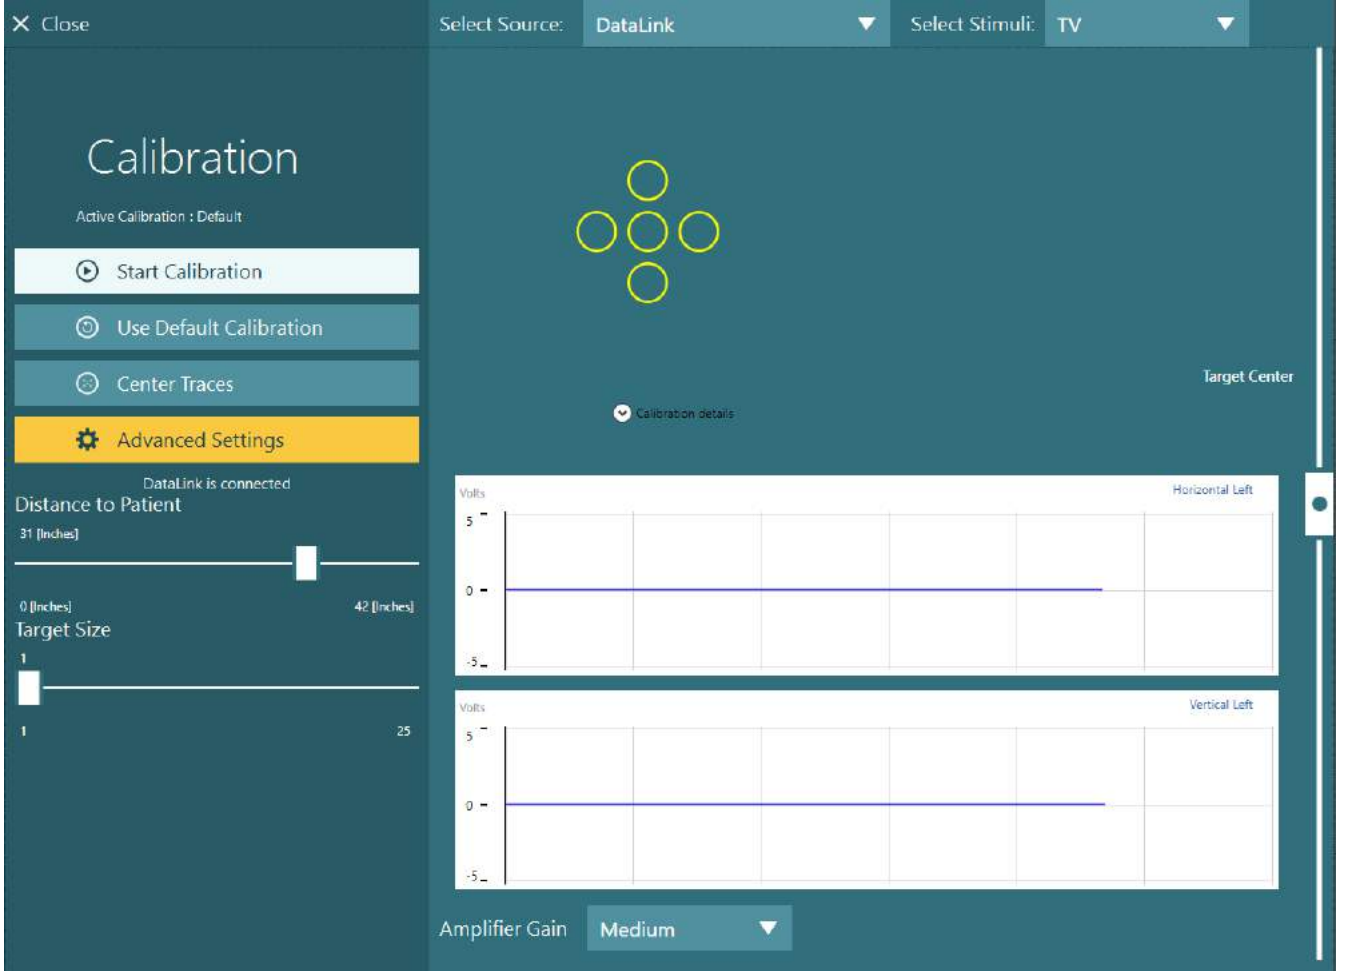 Close
Select Source: DataLink Select Stimuli: TV
Calibration
Active Calibration : Default
Start Calibration
Use Default Calibration
Center Traces
Advanced Settings
DataLink is connected
Distance to Patient
31 [Inches]
0 [Inches] 42 [Inches]
Target Size
1
1 25
Target Center
Calibration details
Volts Horizontal Left
5
0
-5
Volts Vertical Left
5
0
-5
Amplifier Gain Medium